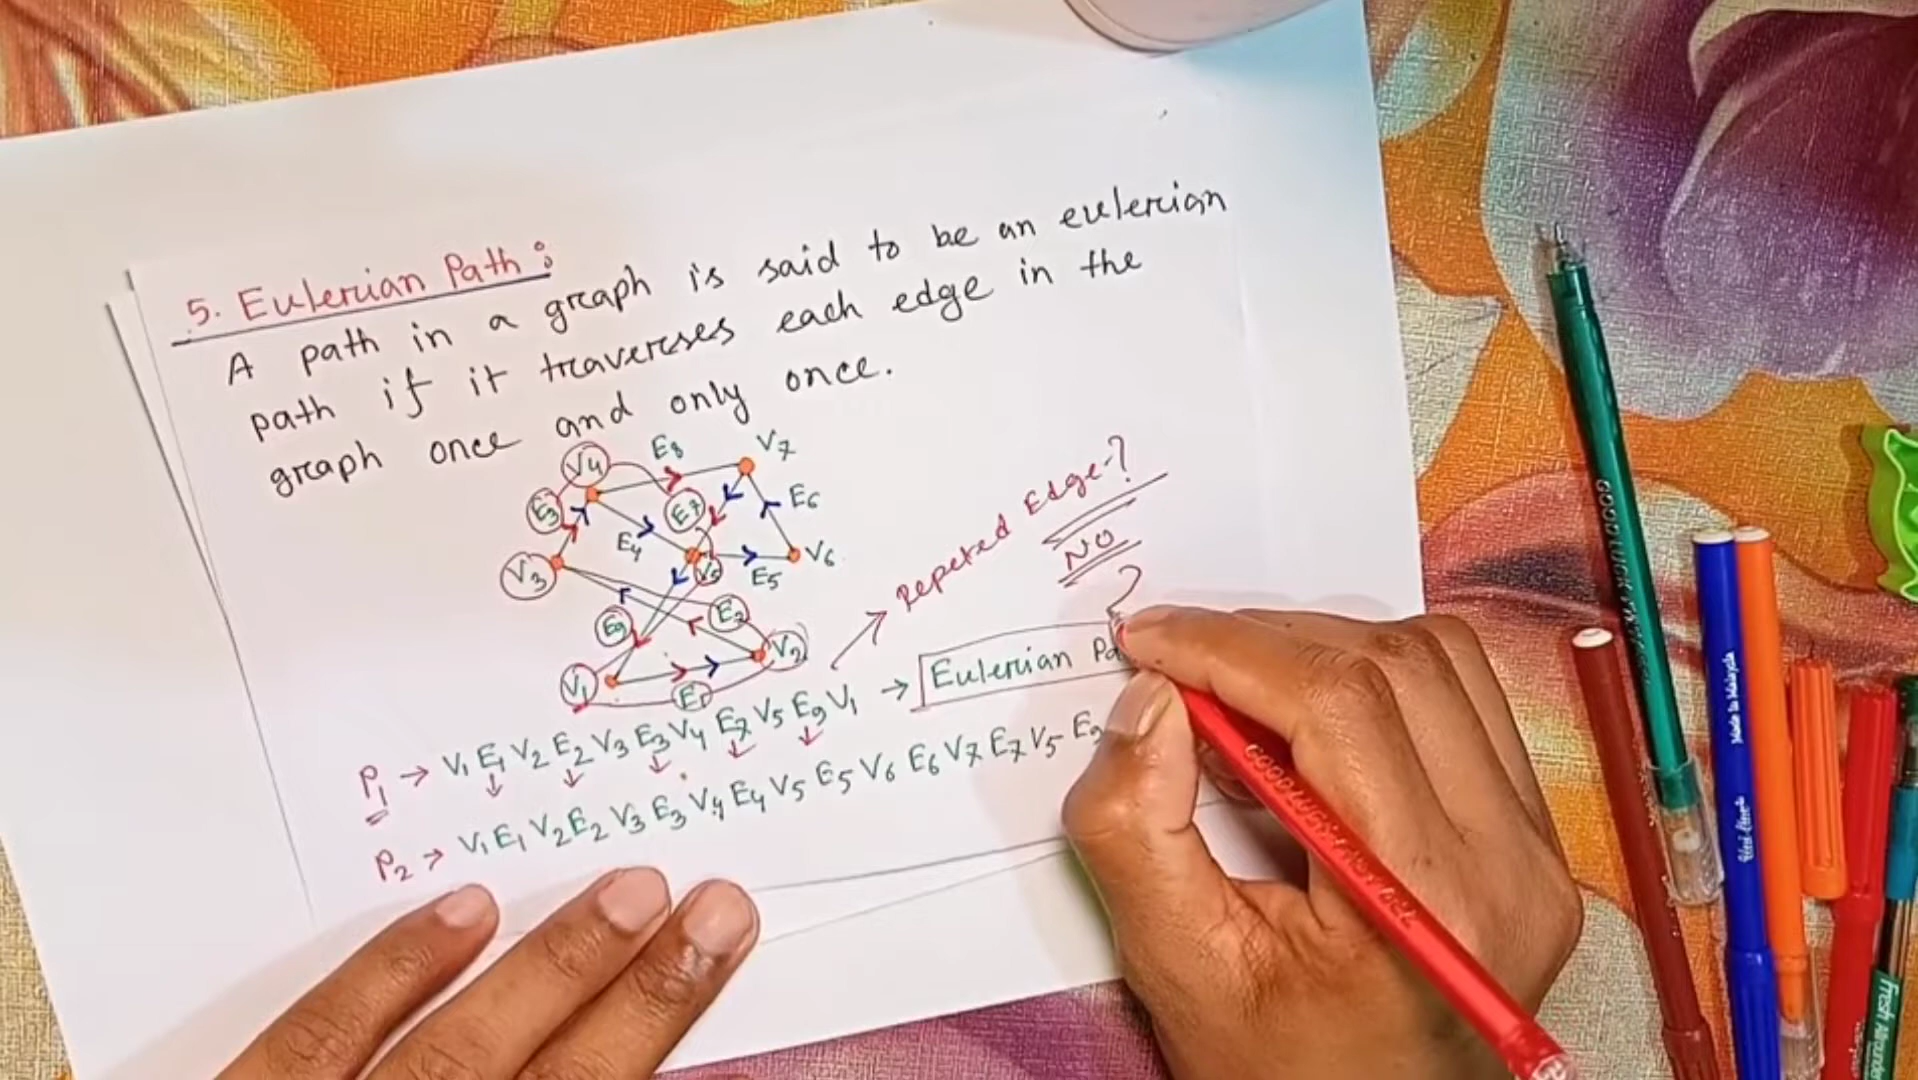 5. Eulerian Path :
A path in a graph is said to be an eulerian
path if it traverses each edge in the
graph once and only once.
V4 E8 V7
E3 E7 E6
E4
V3 V5 E5 V6
E9 E2
V1 E1 V2
Repeted Edge-?
NO
?
P1 → V1 E1 V2 E2 V3 E3 V4 E7 V5 E9 V1 → Eulerian Pa
P2 → V1 E1 V2 E2 V3 E3 V4 E4 V5 E5 V6 E6 V7 E7 V5 E9